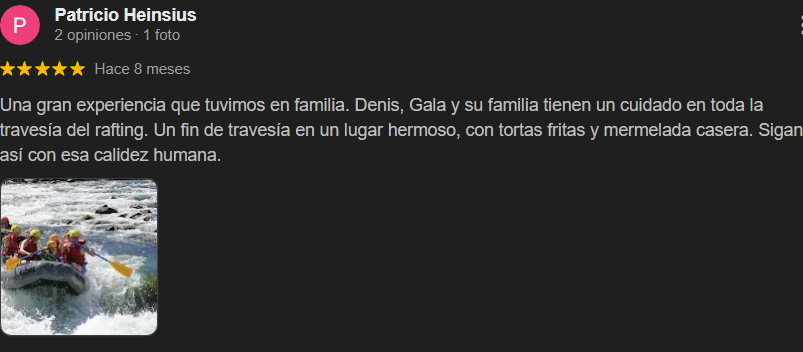 P
Patricio Heinsius
2 opiniones · 1 foto
Hace 8 meses
Una gran experiencia que tuvimos en familia. Denis, Gala y su familia tienen un cuidado en toda la
travesía del rafting. Un fin de travesía en un lugar hermoso, con tortas fritas y mermelada casera. Sigan
así con esa calidez humana.